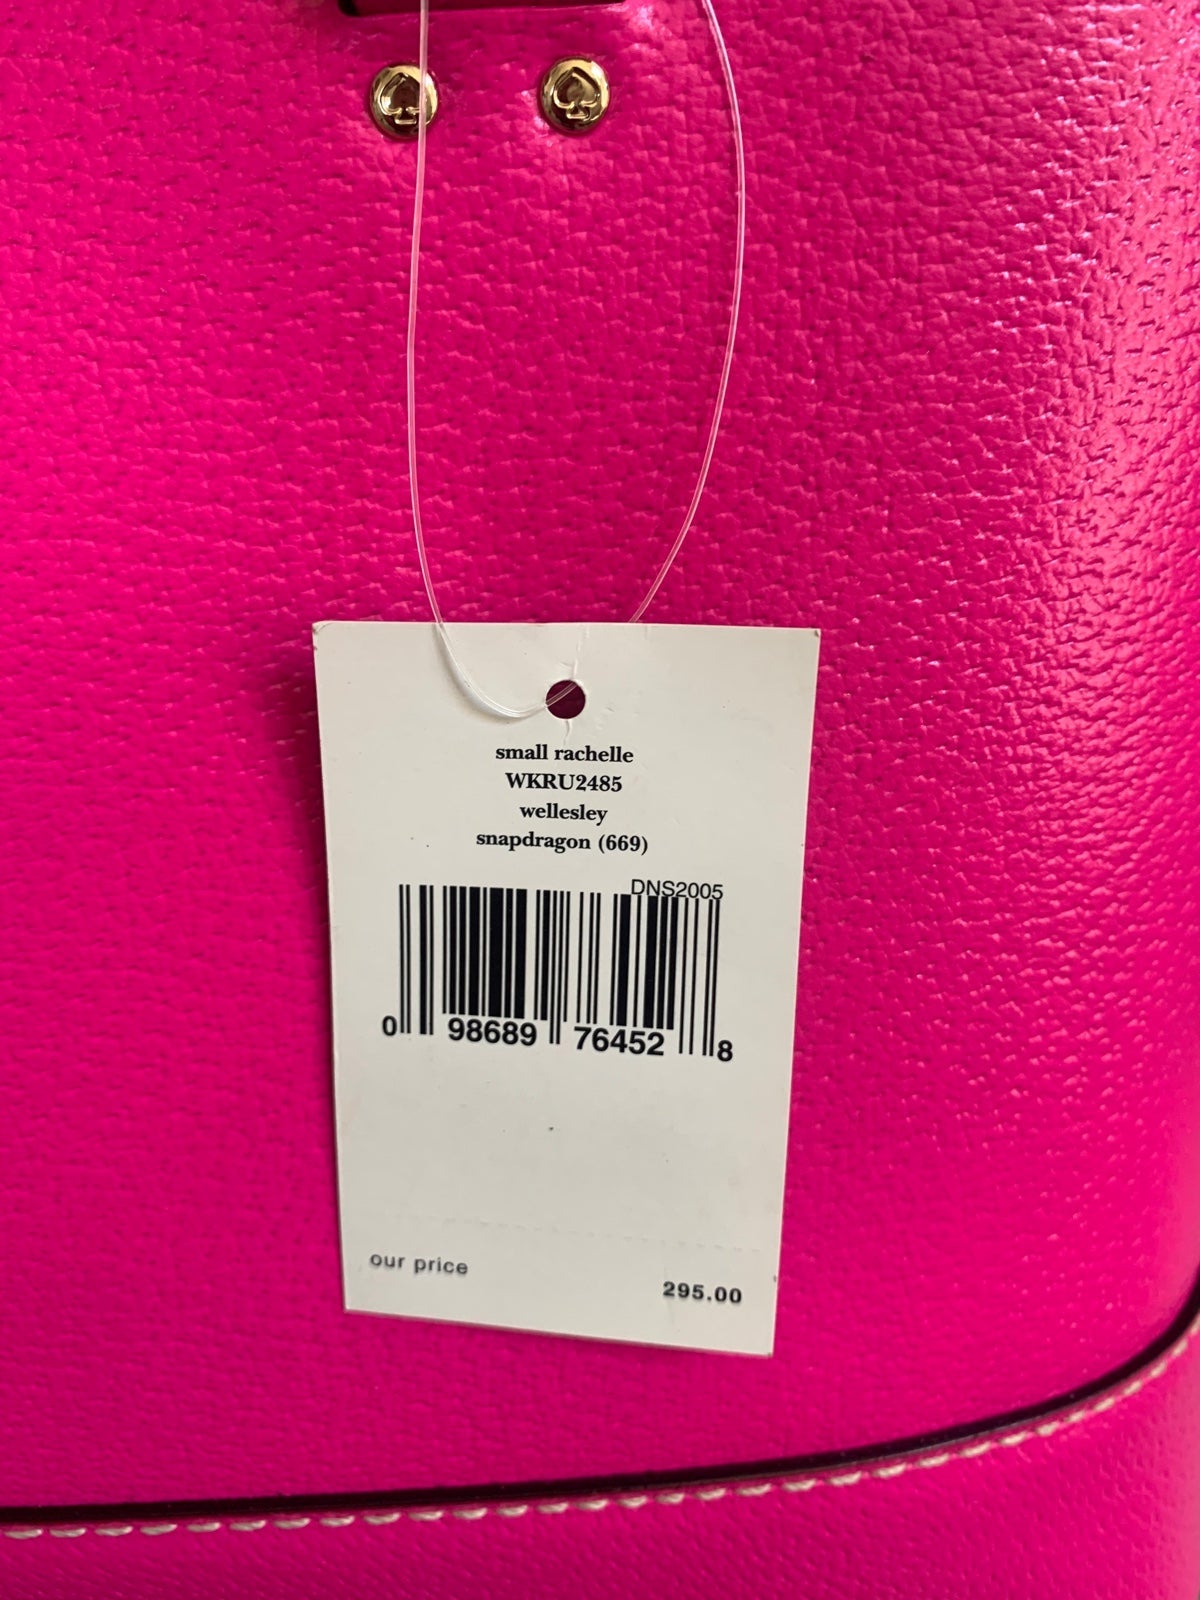 small rachelle
WKRU2485
wellesley
snapdragon (669)
DNS2005
0 98689 76452 8
our price
295.00